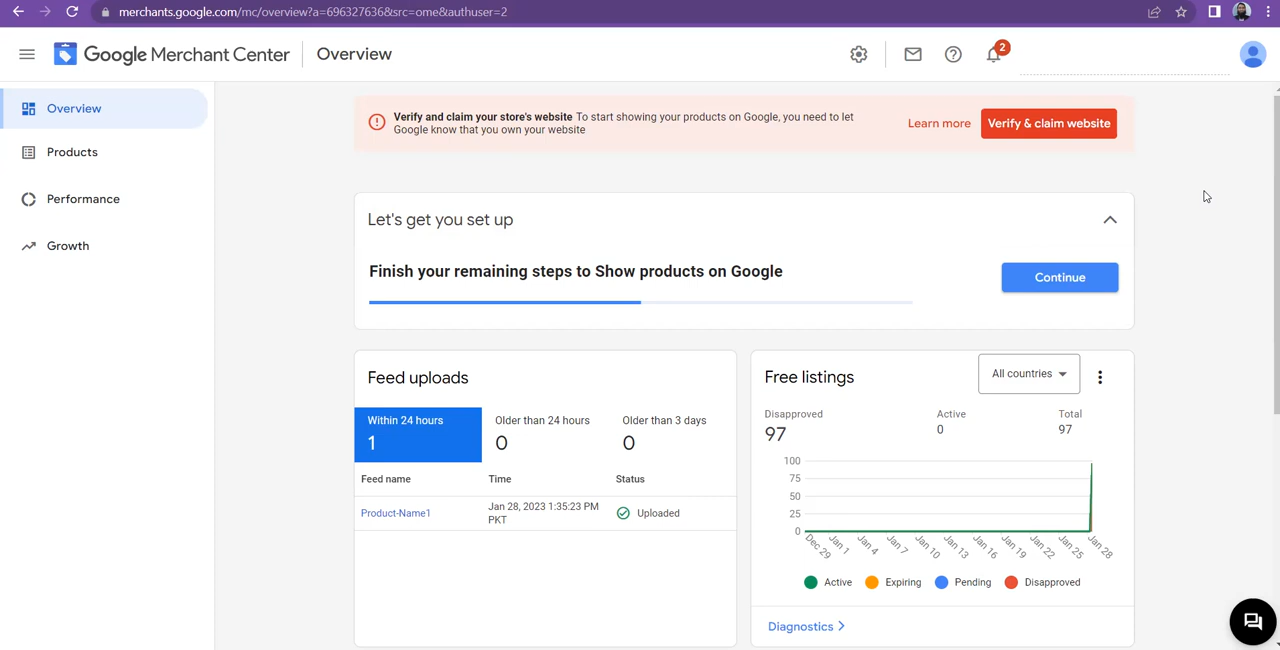 merchants.google.com/mc/overview?a=696327636&src=ome&authuser=2
Google Merchant Center
Overview
2
Overview
Products
Performance
Growth
Verify and claim your store's website To start showing your products on Google, you need to let
Google know that you own your website
Learn more
Verify & claim website
Let's get you set up
Finish your remaining steps to Show products on Google
Continue
Feed uploads
Within 24 hours
1
Older than 24 hours
0
Older than 3 days
0
Feed name
Time
Status
Product-Name1
Jan 28, 2023 1:35:23 PM
PKT
Uploaded
Free listings
All countries
Disapproved
97
Active
0
Total
97
100
75
50
25
0
Dec 29
Jan 1
Jan 4
Jan 7
Jan 10
Jan 13
Jan 16
Jan 19
Jan 22
Jan 25
Jan 28
Active
Expiring
Pending
Disapproved
Diagnostics